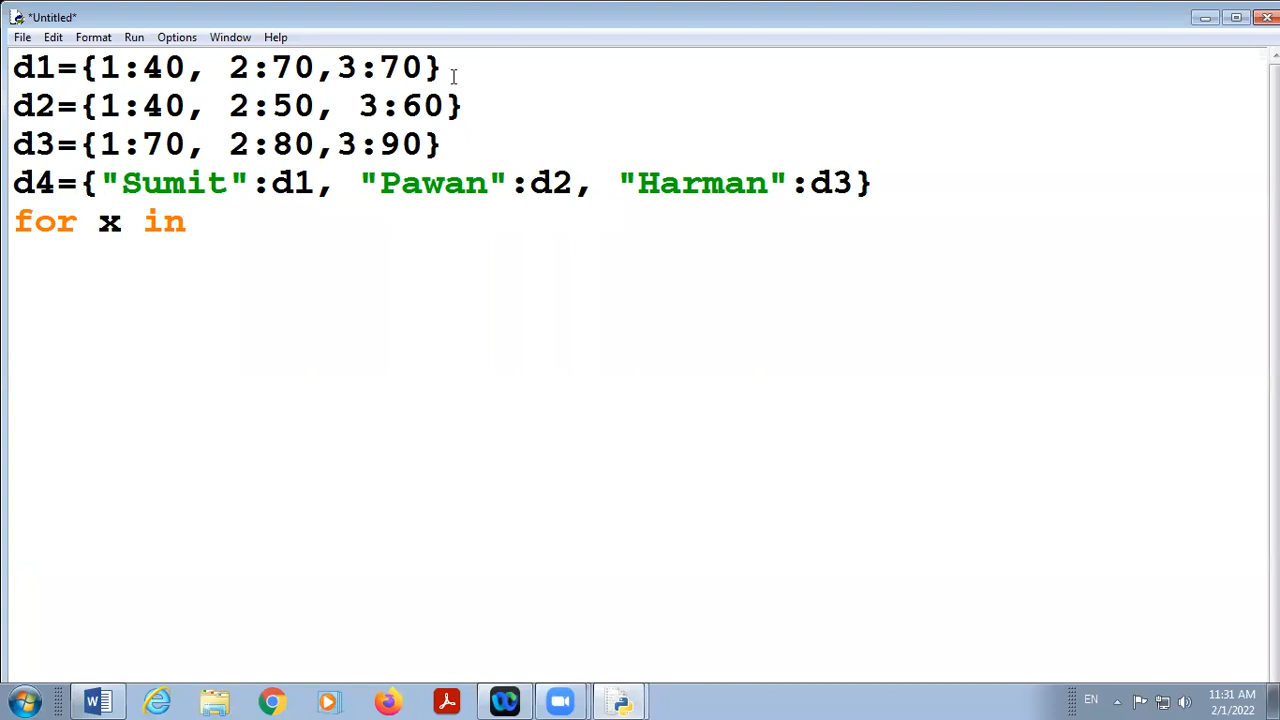 *Untitled*
File Edit Format Run Options Window Help
d1={1:40, 2:70,3:70}
d2={1:40, 2:50, 3:60}
d3={1:70, 2:80,3:90}
d4={"Sumit":d1, "Pawan":d2, "Harman":d3}
for x in
EN
11:31 AM
2/1/2022